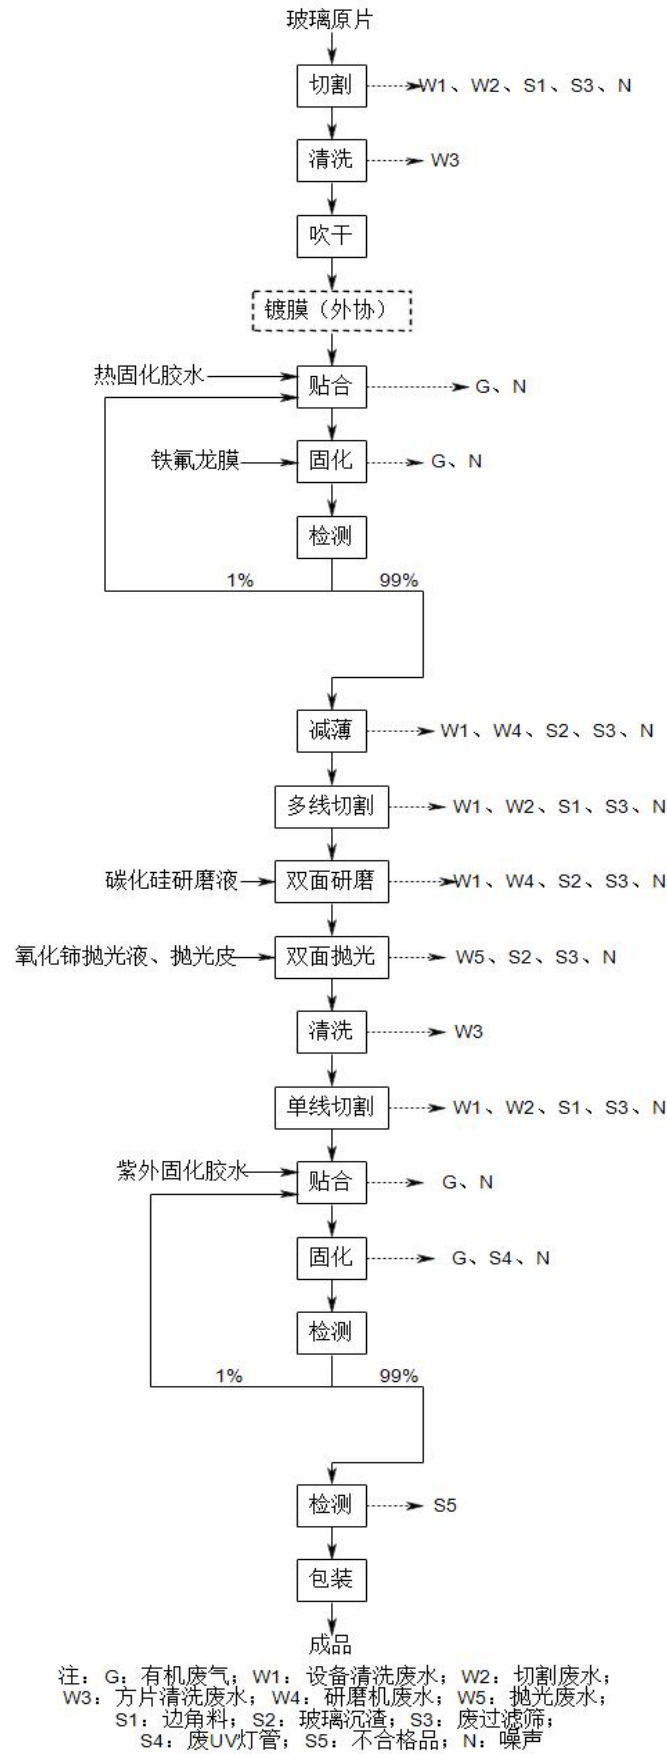 玻璃原片
切割
W1、W2、S1、S3、N
清洗
W3
吹干
镀膜（外协）
热固化胶水
贴合
G、N
铁氟龙膜
固化
G、N
检测
1%
99%
减薄
W1、W4、S2、S3、N
多线切割
W1、W2、S1、S3、N
碳化硅研磨液
双面研磨
W1、W4、S2、S3、N
氧化铈抛光液、抛光皮
双面抛光
W5、S2、S3、N
清洗
W3
单线切割
W1、W2、S1、S3、N
紫外固化胶水
贴合
G、N
固化
G、S4、N
检测
1%
99%
检测
S5
包装
成品
注：G：有机废气；W1：设备清洗废水；W2：切割废水；
W3：方片清洗废水；W4：研磨机废水；W5：抛光废水；
S1：边角料；S2：玻璃沉渣；S3：废过滤筛；
S4：废UV灯管；S5：不合格品；N：噪声